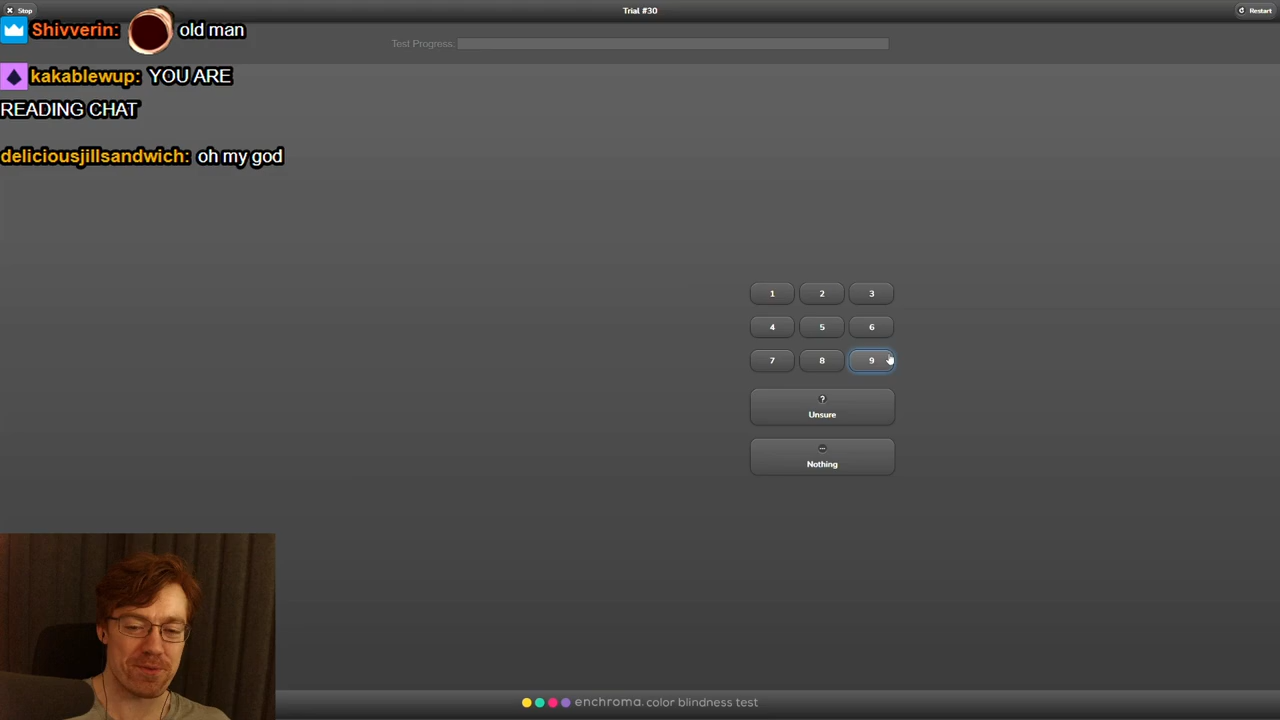 Stop
Trial #30
Restart
Test Progress:
Shivverin: old man
kakablewup: YOU ARE
READING CHAT
deliciousjillsandwich: oh my god
1 2 3
4 5 6
7 8 9
?
Unsure
Nothing
enchroma. color blindness test